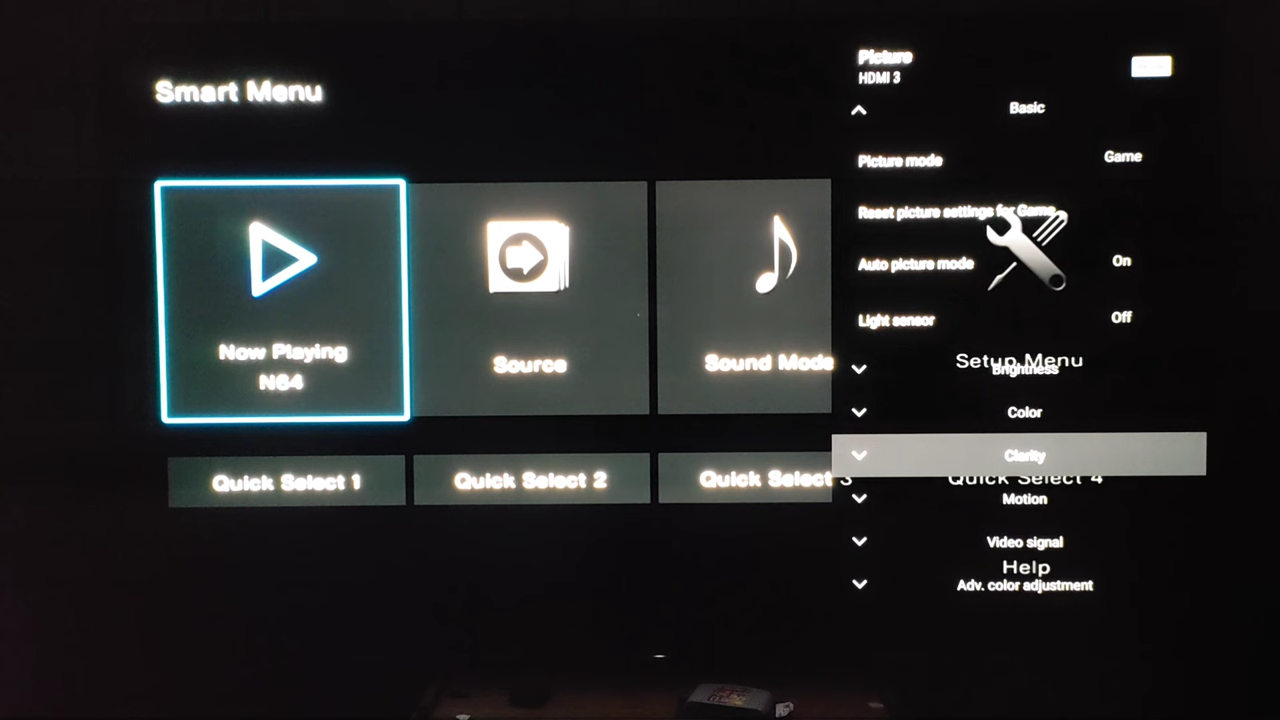 Smart Menu
Now Playing
N64
Source
Sound Mode
Quick Select 1
Quick Select 2
Quick Select 3
Picture
HDMI 3
Basic
Picture mode
Game
Reset picture settings for Game
Auto picture mode
On
Light sensor
Off
Setup Menu
Brightness
Color
Clarity
Quick Select 4
Motion
Video signal
Help
Adv. color adjustment